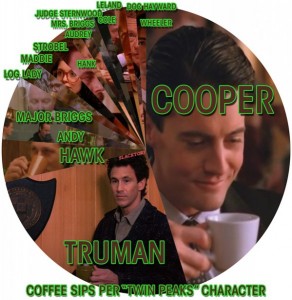 LELAND
DOC HAYWARD
JUDGE STERNWOOD
COLE
MRS. BRIGGS
WHEELER
AUDREY
STROBEL
MADDIE
HANK
LOG LADY
COOPER
MAJOR BRIGGS
ANDY
HAWK
BLACKTOP
TRUMAN
COFFEE SIPS PER "TWIN PEAKS" CHARACTER